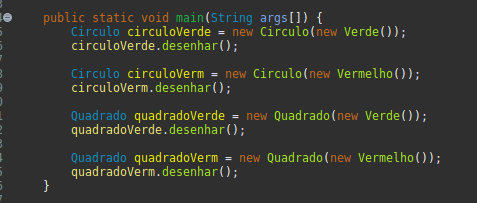 public static void main(String args[]) {
Circulo circuloVerde = new Circulo(new Verde());
circuloVerde.desenhar();
Circulo circuloVerm = new Circulo(new Vermelho());
circuloVerm.desenhar();
Quadrado quadradoVerde = new Quadrado(new Verde());
quadradoVerde.desenhar();
Quadrado quadradoVerm = new Quadrado(new Vermelho());
quadradoVerm.desenhar();
}